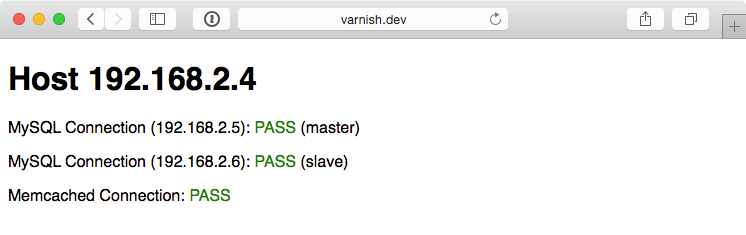 varnish.dev
Host 192.168.2.4
MySQL Connection (192.168.2.5): PASS (master)
MySQL Connection (192.168.2.6): PASS (slave)
Memcached Connection: PASS